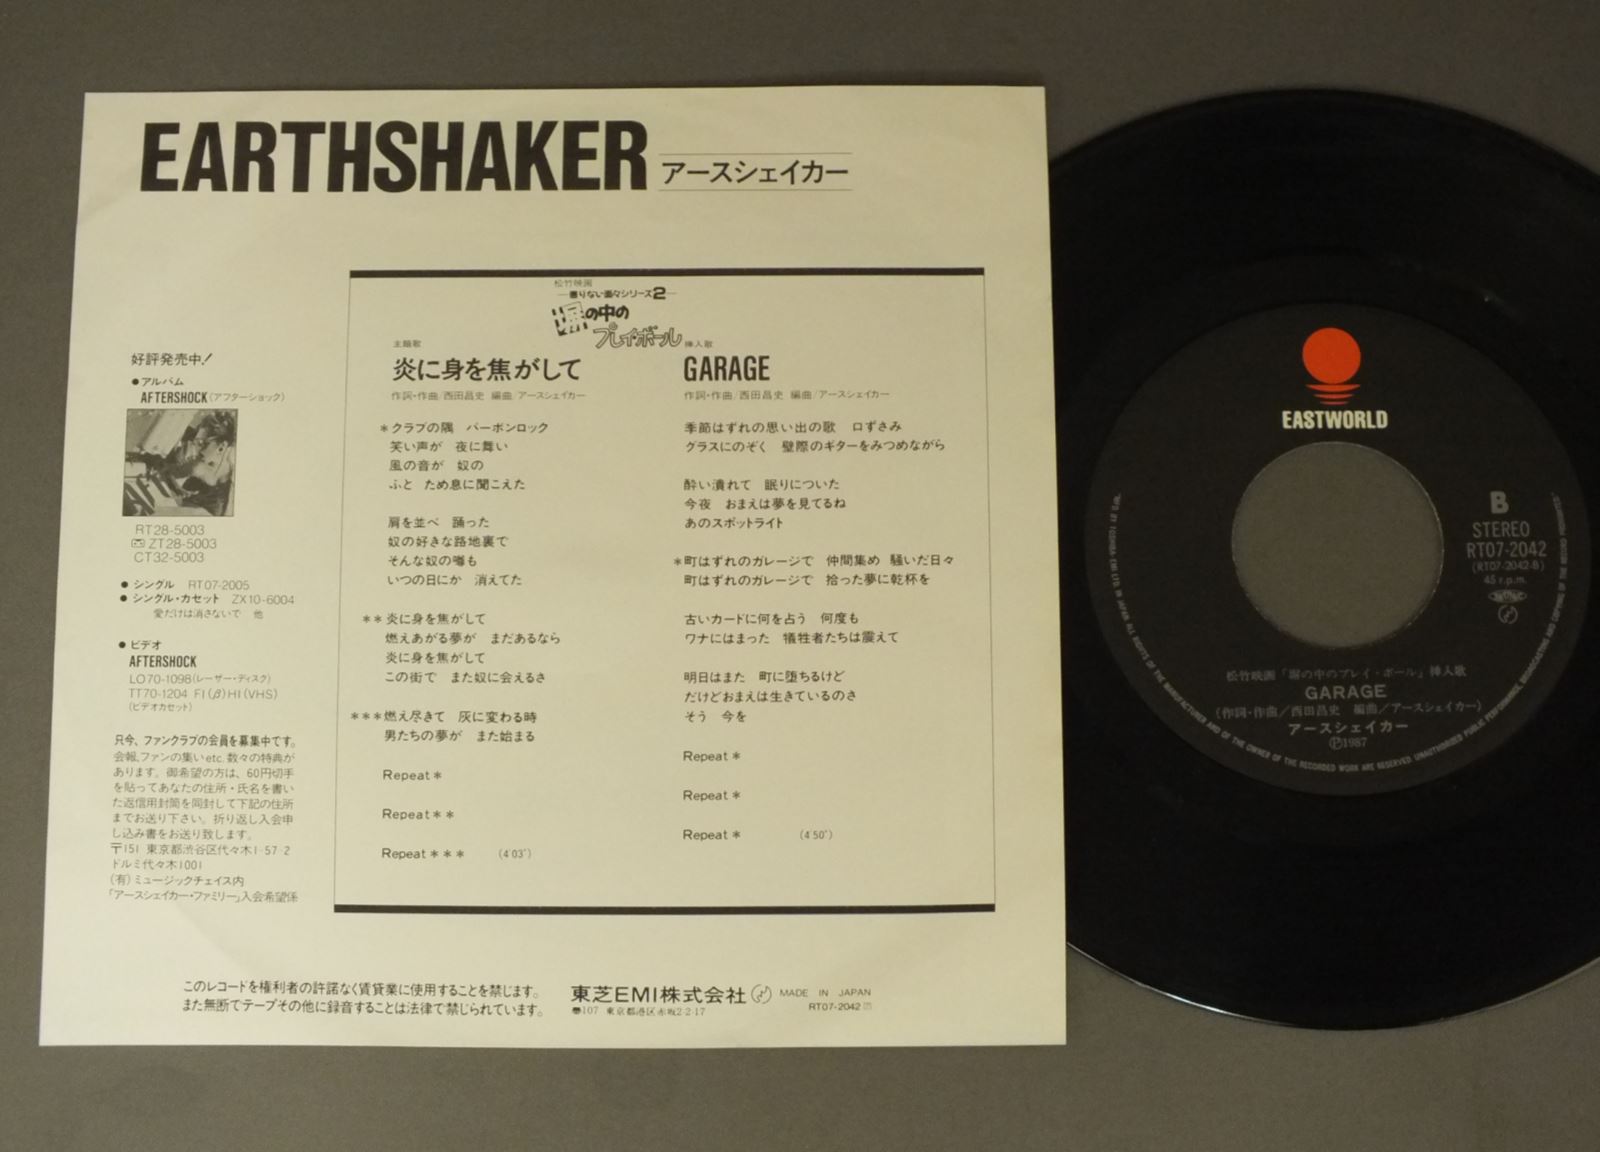 EARTHSHAKER アースシェイカー
松竹映画
—懲りない面々シリーズ2—
塀の中の
プレイ・ボール
主題歌
炎に身を焦がして
作詞・作曲/西田昌史 編曲/アースシェイカー
*クラブの隅 バーボンロック
笑い声が 夜に舞い
風の音が 奴の
ふと ため息に聞こえた
肩を並べ 踊った
奴の好きな路地裏で
そんな奴の噂も
いつの日にか 消えてた
**炎に身を焦がして
燃えあがる夢が まだあるなら
炎に身を焦がして
この街で また奴に会えるさ
***燃え尽きて 灰に変わる時
男たちの夢が また始まる
Repeat*
Repeat**
Repeat*** (4′03″)
挿入歌
GARAGE
作詞・作曲/西田昌史 編曲/アースシェイカー
季節はずれの思い出の歌 口ずさみ
グラスにのぞく 壁際のギターをみつめながら
酔い潰れて 眠りについた
今夜 おまえは夢を見てるね
あのスポットライト
*町はずれのガレージで 仲間集め 騒いだ日々
町はずれのガレージで 拾った夢に乾杯を
古いカードに何を占う 何度も
ワナにはまった 犠牲者たちは震えて
明日はまた 町に堕ちるけど
だけどおまえは生きているのさ
そう 今を
Repeat*
Repeat*
Repeat* (4′50″)
好評発売中!
●アルバム
AFTERSHOCK(アフターショック)
RT28-5003
ZT28-5003
CT32-5003
●シングル RT07-2005
●シングル・カセット ZX10-6004
愛だけは消さないで 他
●ビデオ
AFTERSHOCK
LO70-1098(レーザー・ディスク)
TT70-1204 FI(β)HI(VHS)
(ビデオカセット)
只今、ファンクラブの会員を募集中です。
会報、ファンの集いetc.数々の特典が
あります。御希望の方は、60円切手
を貼ってあなたの住所・氏名を書い
た返信用封筒を同封して下記の住所
までお送り下さい。折り返し入会申
し込み書をお送り致します。
〒151 東京都渋谷区代々木1-57-2
ドルミ代々木1001
(有)ミュージックチェイス内
「アースシェイカー・ファミリー」入会希望係
このレコードを権利者の許諾なく賃貸業に使用することを禁じます。
また無断でテープその他に録音することは法律で禁じられています。
東芝EMI株式会社 MADE IN JAPAN
〒107 東京都港区赤坂2-2-17 RT07-2042
EASTWORLD
B
STEREO
RT07-2042
(RT07-2042-B)
45 r.p.m.
松竹映画「塀の中のプレイ・ボール」挿入歌
GARAGE
(作詞・作曲/西田昌史 編曲/アースシェイカー)
アースシェイカー
Ⓟ1987
MF'D BY TOSHIBA EMI LTD. IN JAPAN ALL RIGHTS OF THE MANUFACTURER AND OF THE OWNER OF THE RECORDED WORK ARE RESERVED. UNAUTHORIZED PUBLIC PERFORMANCE, BROADCASTING AND COPYING OF THE RECORD PROHIBITED.